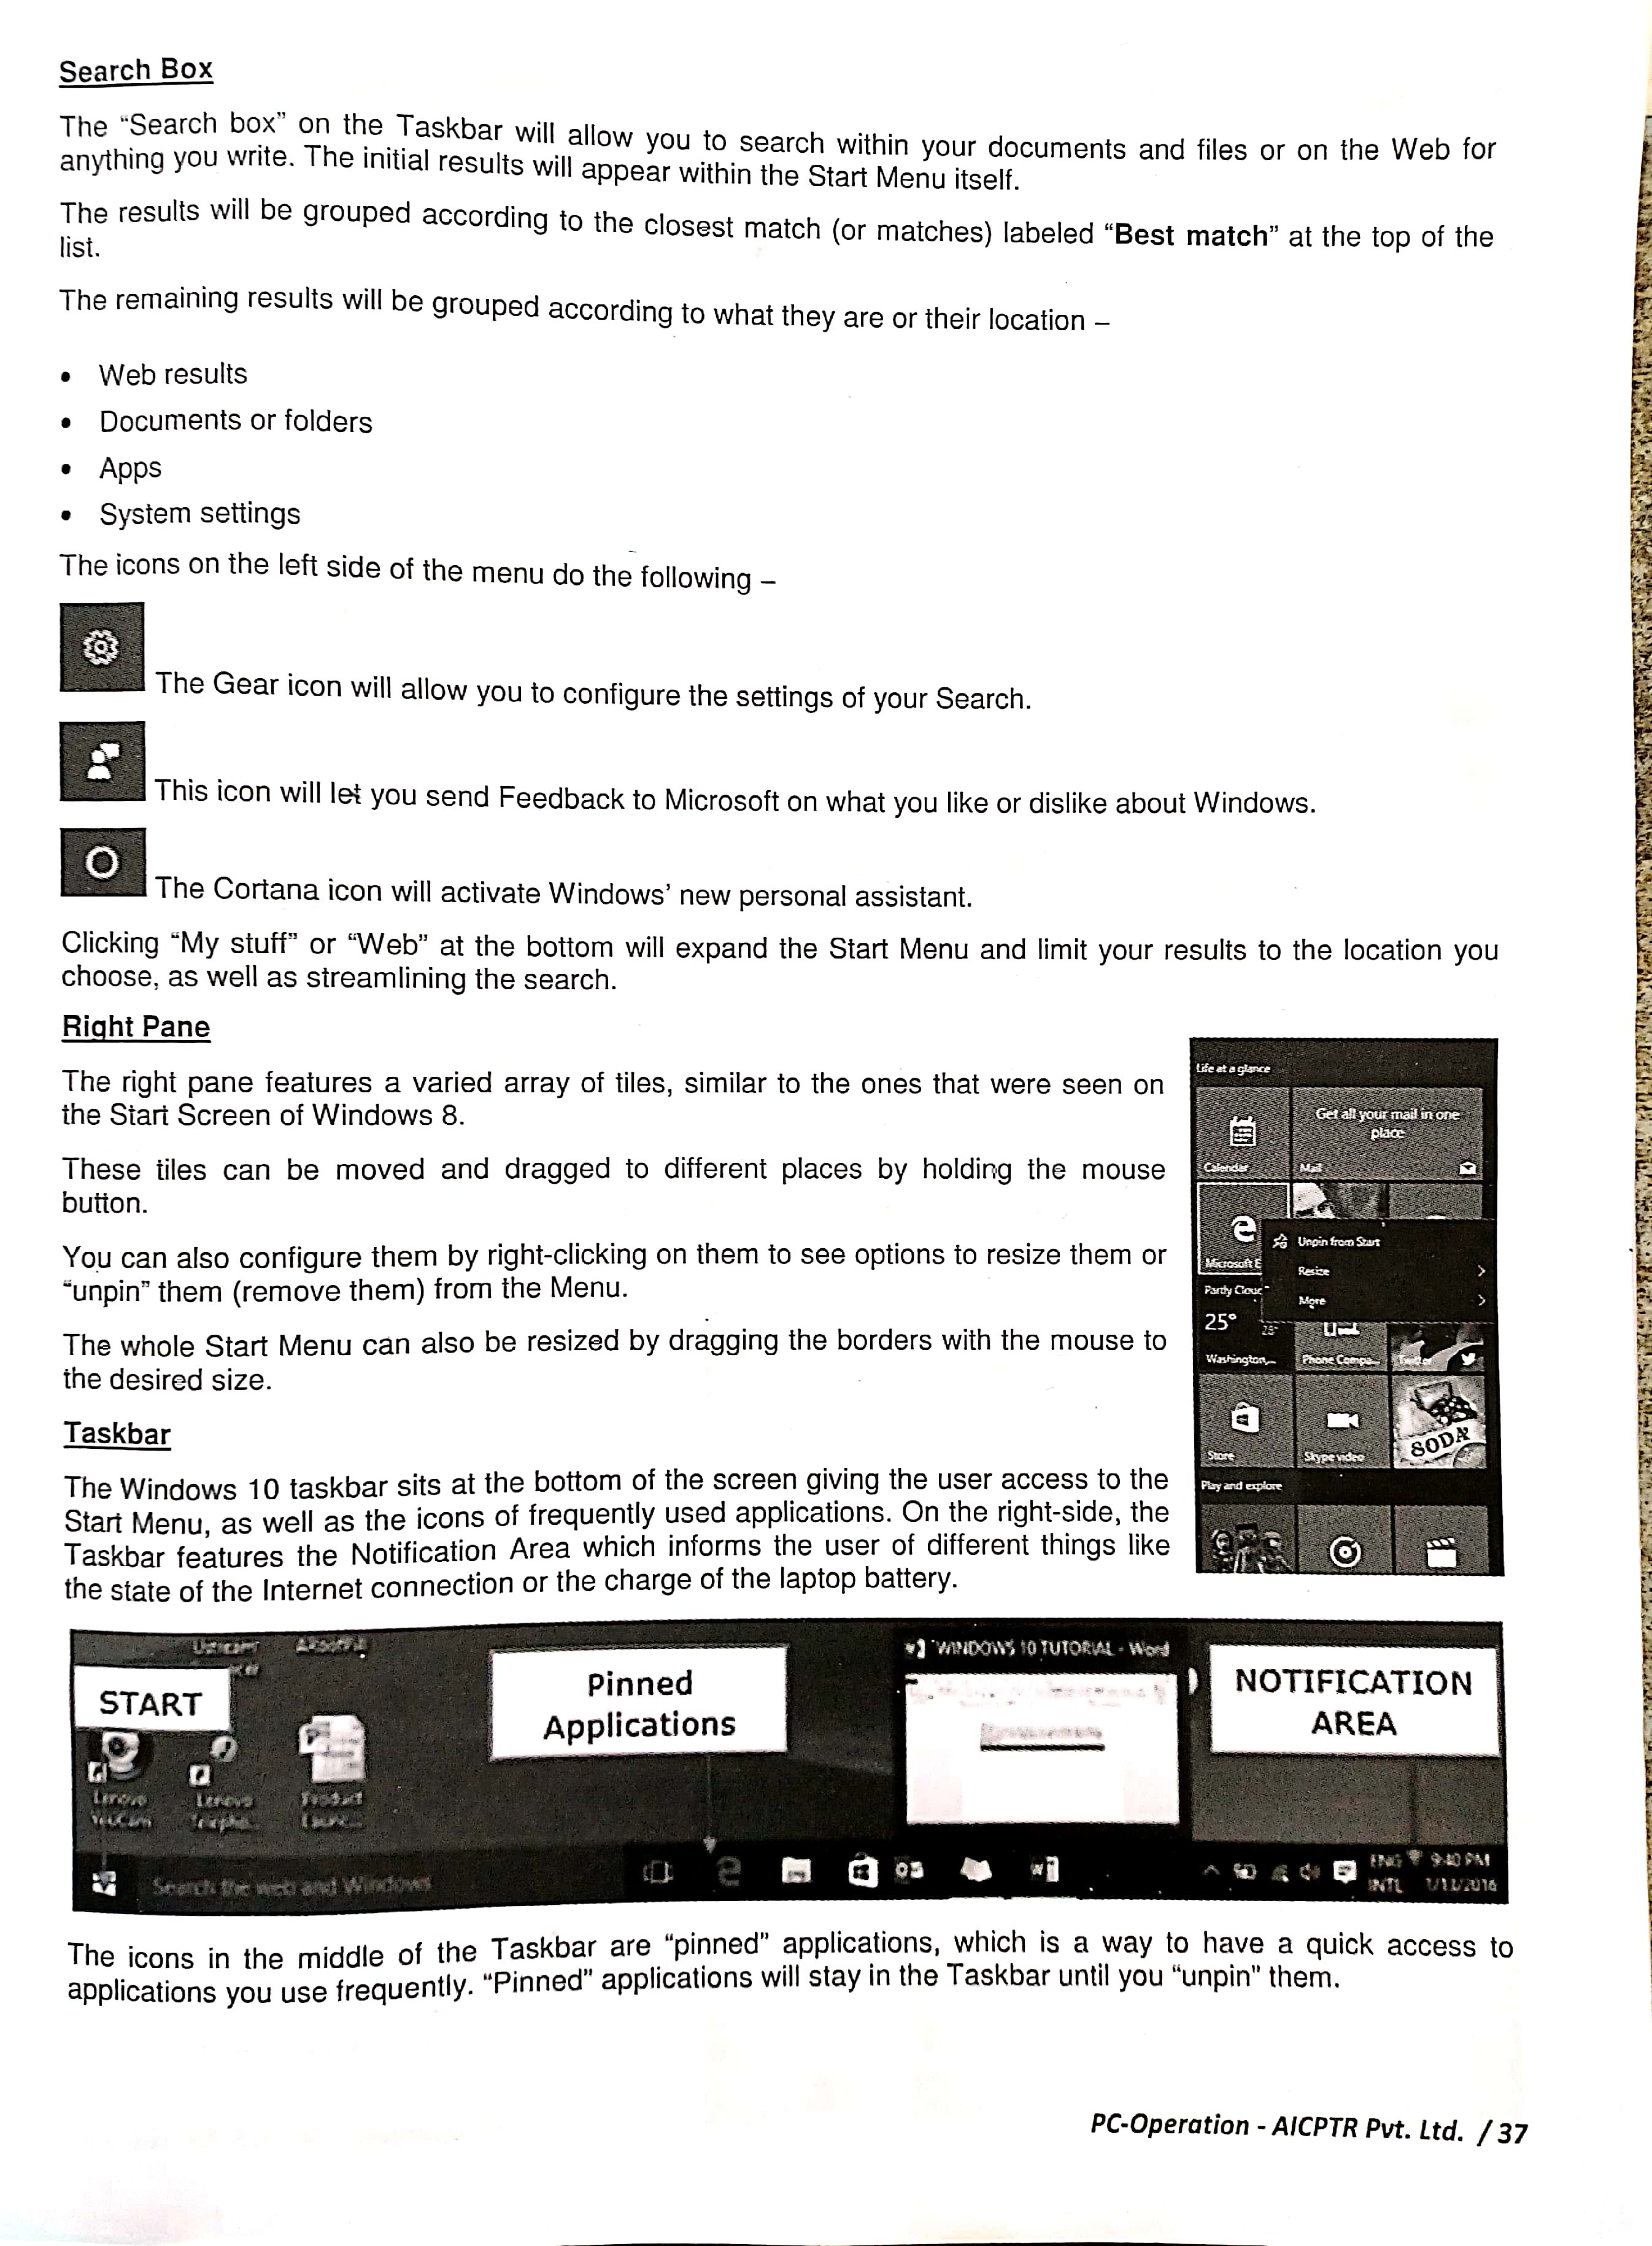 Search Box
The “Search box” on the Taskbar will allow you to search within your documents and files or on the Web for
anything you write. The initial results will appear within the Start Menu itself.
The results will be grouped according to the closest match (or matches) labeled “Best match” at the top of the
list.
The remaining results will be grouped according to what they are or their location –
• Web results
• Documents or folders
• Apps
• System settings
The icons on the left side of the menu do the following –
The Gear icon will allow you to configure the settings of your Search.
This icon will let you send Feedback to Microsoft on what you like or dislike about Windows.
The Cortana icon will activate Windows’ new personal assistant.
Clicking “My stuff” or “Web” at the bottom will expand the Start Menu and limit your results to the location you
choose, as well as streamlining the search.
Right Pane
The right pane features a varied array of tiles, similar to the ones that were seen on
the Start Screen of Windows 8.
These tiles can be moved and dragged to different places by holding the mouse
button.
You can also configure them by right-clicking on them to see options to resize them or
“unpin” them (remove them) from the Menu.
The whole Start Menu can also be resized by dragging the borders with the mouse to
the desired size.
Life at a glance
Get all your mail in one
place
Calendar Mail
Unpin from Start
Microsoft E
Resize
Partly Clouc
More
25°
Washington,... Phone Compa... Twitter
Store Skype video SODA
Play and explore
Taskbar
The Windows 10 taskbar sits at the bottom of the screen giving the user access to the
Start Menu, as well as the icons of frequently used applications. On the right-side, the
Taskbar features the Notification Area which informs the user of different things like
the state of the Internet connection or the charge of the laptop battery.
WINDOWS 10 TUTORIAL - Word
START
Pinned
Applications
NOTIFICATION
AREA
Lenovo Lenovo Product
YouCam
Search the web and Windows
ENG 9:40 PM
INTL 1/11/2016
The icons in the middle of the Taskbar are “pinned” applications, which is a way to have a quick access to
applications you use frequently. “Pinned” applications will stay in the Taskbar until you “unpin” them.
PC-Operation - AICPTR Pvt. Ltd. / 37